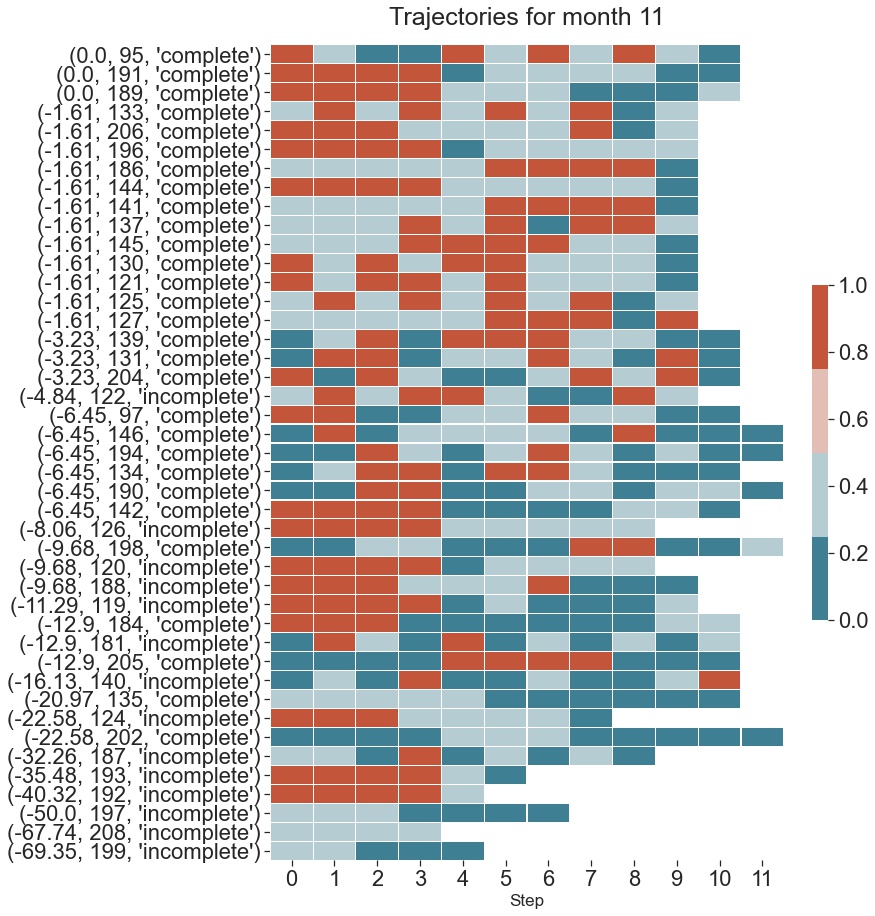 Trajectories for month 11
(0.0, 95, 'complete')
(0.0, 191, 'complete')
(0.0, 189, 'complete')
(-1.61, 133, 'complete')
(-1.61, 206, 'complete')
(-1.61, 196, 'complete')
(-1.61, 186, 'complete')
(-1.61, 144, 'complete')
(-1.61, 141, 'complete')
(-1.61, 137, 'complete')
(-1.61, 145, 'complete')
(-1.61, 130, 'complete')
(-1.61, 121, 'complete')
(-1.61, 125, 'complete')
(-1.61, 127, 'complete')
(-3.23, 139, 'complete')
(-3.23, 131, 'complete')
(-3.23, 204, 'complete')
(-4.84, 122, 'incomplete')
(-6.45, 97, 'complete')
(-6.45, 146, 'complete')
(-6.45, 194, 'complete')
(-6.45, 134, 'complete')
(-6.45, 190, 'complete')
(-6.45, 142, 'complete')
(-8.06, 126, 'incomplete')
(-9.68, 198, 'complete')
(-9.68, 120, 'incomplete')
(-9.68, 188, 'incomplete')
(-11.29, 119, 'incomplete')
(-12.9, 184, 'complete')
(-12.9, 181, 'incomplete')
(-12.9, 205, 'complete')
(-16.13, 140, 'incomplete')
(-20.97, 135, 'complete')
(-22.58, 124, 'incomplete')
(-22.58, 202, 'complete')
(-32.26, 187, 'incomplete')
(-35.48, 193, 'incomplete')
(-40.32, 192, 'incomplete')
(-50.0, 197, 'incomplete')
(-67.74, 208, 'incomplete')
(-69.35, 199, 'incomplete')
0 1 2 3 4 5 6 7 8 9 10 11
Step
1.0
0.8
0.6
0.4
0.2
0.0